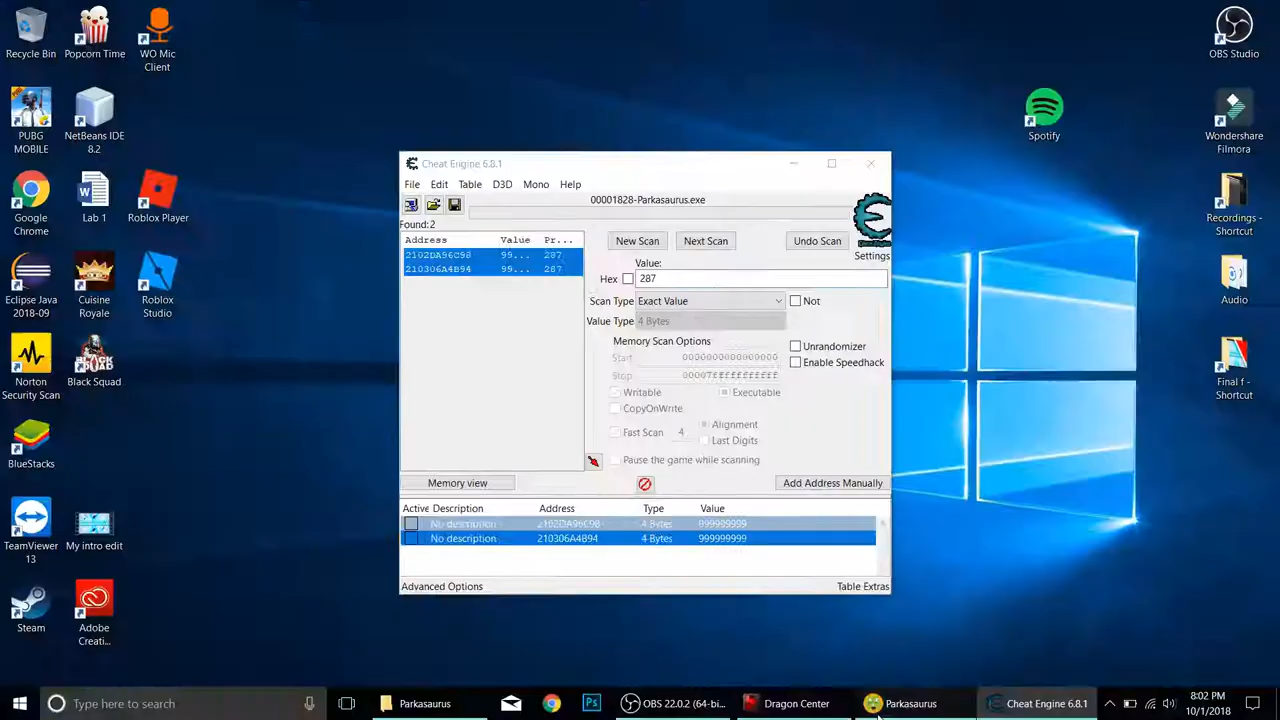 Recycle Bin
Popcorn Time
WO Mic
Client
OBS Studio
PUBG
MOBILE
NetBeans IDE
8.2
Spotify
Wondershare
Filmora
Google
Chrome
Lab 1
Roblox Player
Recordings -
Shortcut
Eclipse Java
2018-09
Cuisine
Royale
Roblox
Studio
Audio
Norton
Security Scan
Black Squad
Final f -
Shortcut
BlueStacks
TeamViewer
13
My intro edit
Steam
Adobe
Creati...
Cheat Engine 6.8.1
File Edit Table D3D Mono Help
00001828-Parkasaurus.exe
Found:2
Address Value Pr...
2102DA96C98 99... 287
210306A4B94 99... 287
New Scan Next Scan Undo Scan
Settings
Value:
Hex 287
Scan Type Exact Value Not
Value Type 4 Bytes
Memory Scan Options
Start 0000000000000000
Stop 00007fffffffffff
Unrandomizer
Enable Speedhack
Writable Executable
CopyOnWrite
Fast Scan 4 Alignment
Last Digits
Pause the game while scanning
Memory view Add Address Manually
Active Description Address Type Value
No description 2102DA96C98 4 Bytes 999999999
No description 210306A4B94 4 Bytes 999999999
Advanced Options Table Extras
Type here to search
Parkasaurus
Ps
OBS 22.0.2 (64-bi...
Dragon Center
Parkasaurus
Cheat Engine 6.8.1
8:02 PM
10/1/2018